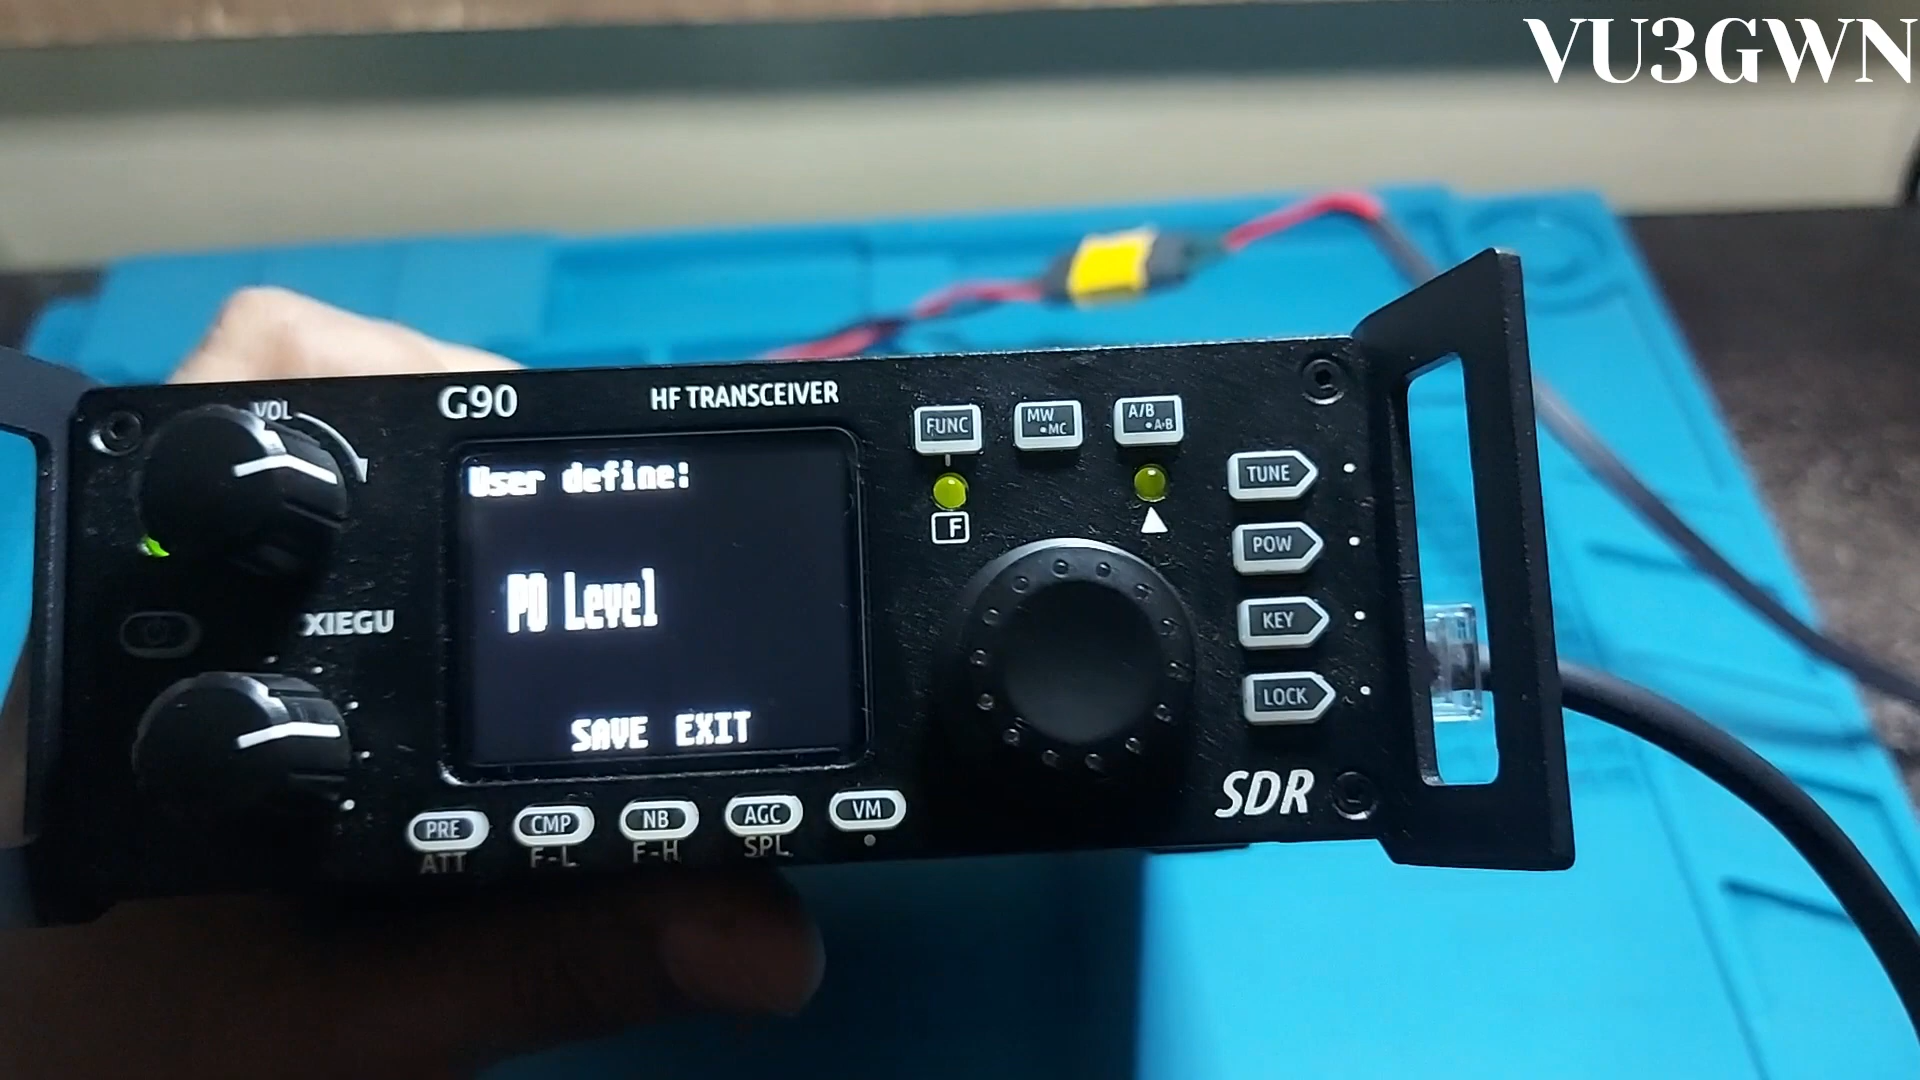 VU3GWN
VOL
G90
HF TRANSCEIVER
FUNC
MW
MC
A/B
A›B
F
User define:
PO Level
SAVE EXIT
XIEGU
TUNE
POW
KEY
LOCK
SDR
PRE
CMP
NB
AGC
VM
ATT
F-L
F-H
SPL